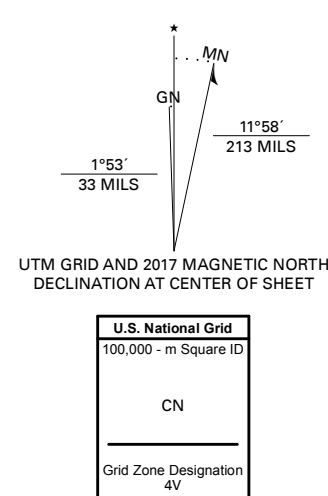 ★
MN
GN
11°58´
213 MILS
1°53´
33 MILS
UTM GRID AND 2017 MAGNETIC NORTH
DECLINATION AT CENTER OF SHEET
U.S. National Grid
100,000 - m Square ID
CN
Grid Zone Designation
4V